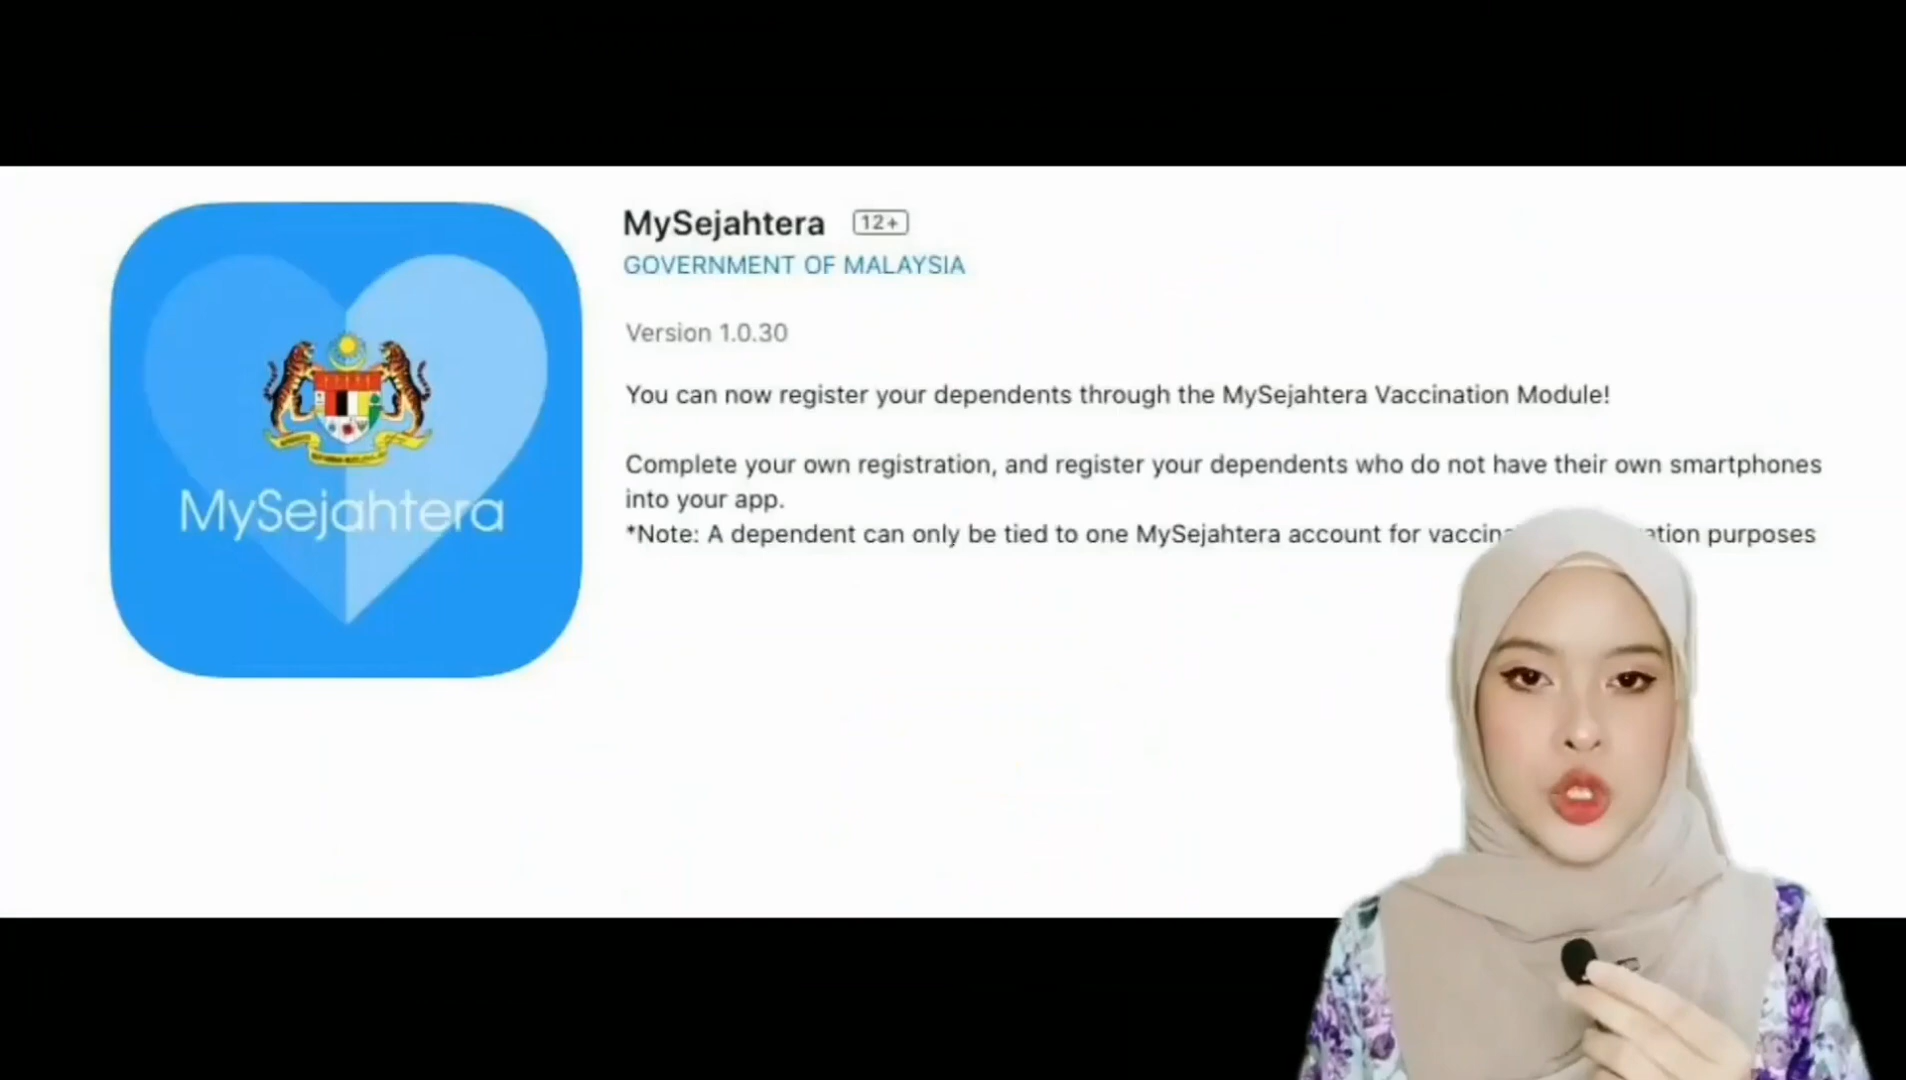 MySejahtera 12+
GOVERNMENT OF MALAYSIA
Version 1.0.30
You can now register your dependents through the MySejahtera Vaccination Module!
Complete your own registration, and register your dependents who do not have their own smartphones
into your app.
*Note: A dependent can only be tied to one MySejahtera account for purposes
MySejahtera